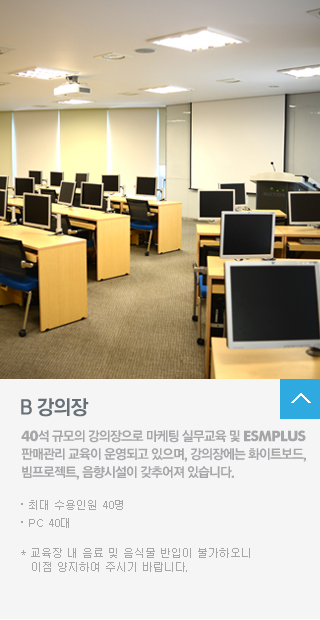 B 강의장
40석 규모의 강의장으로 마케팅 실무교육 및 ESMPLUS
판매관리 교육이 운영되고 있으며, 강의장에는 화이트보드,
빔프로젝트, 음향시설이 갖추어져 있습니다.
· 최대 수용인원 40명
· PC 40대
* 교육장 내 음료 및 음식물 반입이 불가하오니
이점 양지하여 주시기 바랍니다.